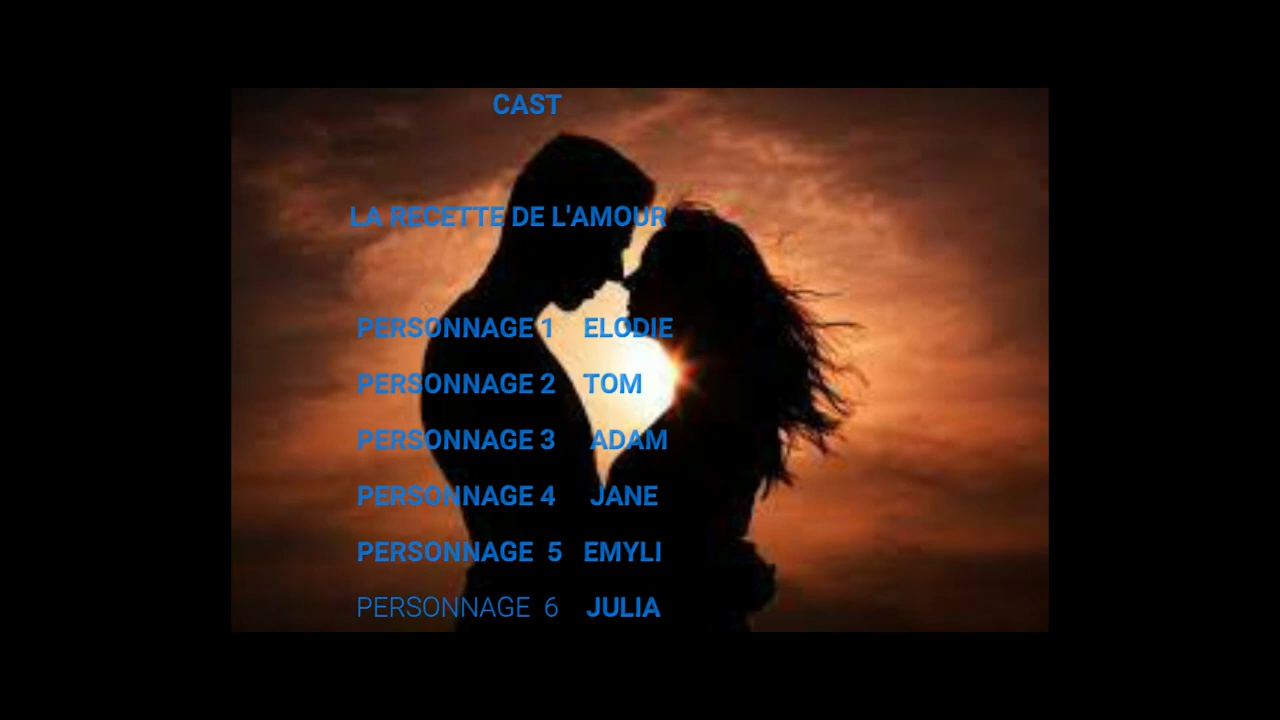 CAST
LA RECETTE DE L'AMOUR
PERSONNAGE 1 ELODIE
PERSONNAGE 2 TOM
PERSONNAGE 3 ADAM
PERSONNAGE 4 JANE
PERSONNAGE 5 EMYLI
PERSONNAGE 6 JULIA